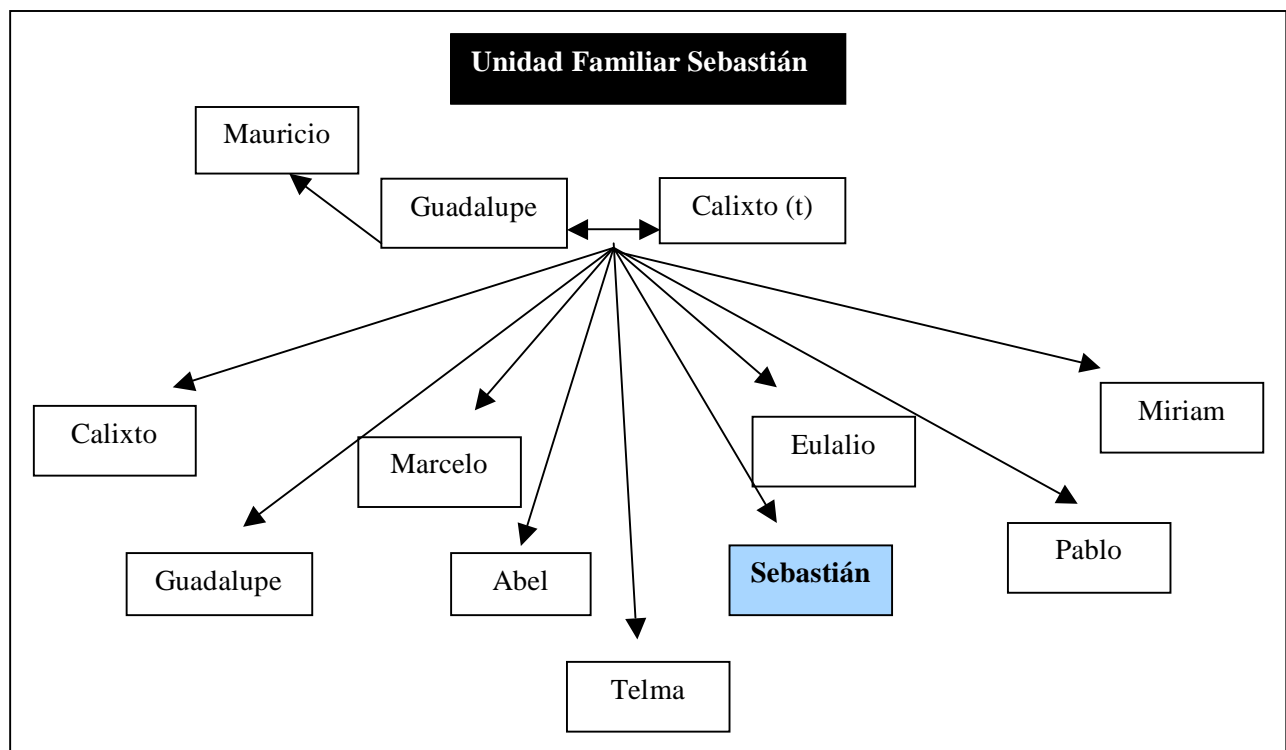 Unidad Familiar Sebastián
Mauricio
Guadalupe
Calixto (t)
Calixto
Marcelo
Eulalio
Miriam
Guadalupe
Abel
Sebastián
Pablo
Telma